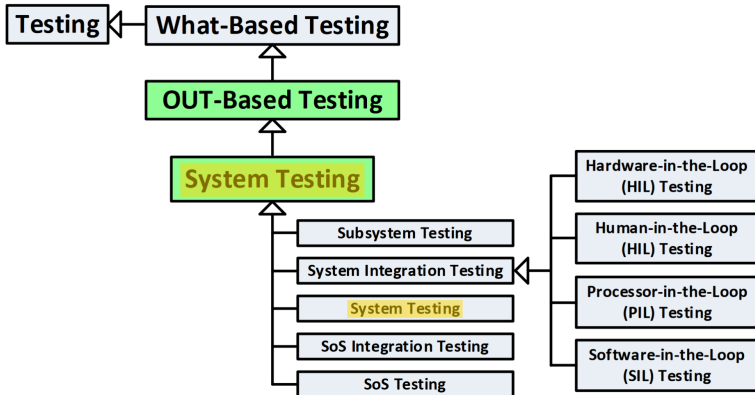 Testing
What-Based Testing
OUT-Based Testing
System Testing
Subsystem Testing
System Integration Testing
System Testing
SoS Integration Testing
SoS Testing
Hardware-in-the-Loop
(HIL) Testing
Human-in-the-Loop
(HIL) Testing
Processor-in-the-Loop
(PIL) Testing
Software-in-the-Loop
(SIL) Testing